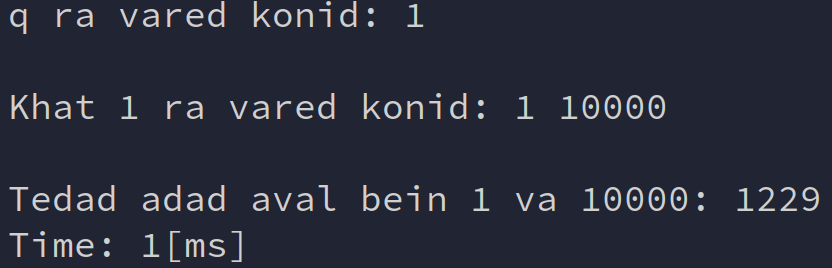 q ra vared konid: 1
Khat 1 ra vared konid: 1 10000
Tedad adad aval bein 1 va 10000: 1229
Time: 1[ms]